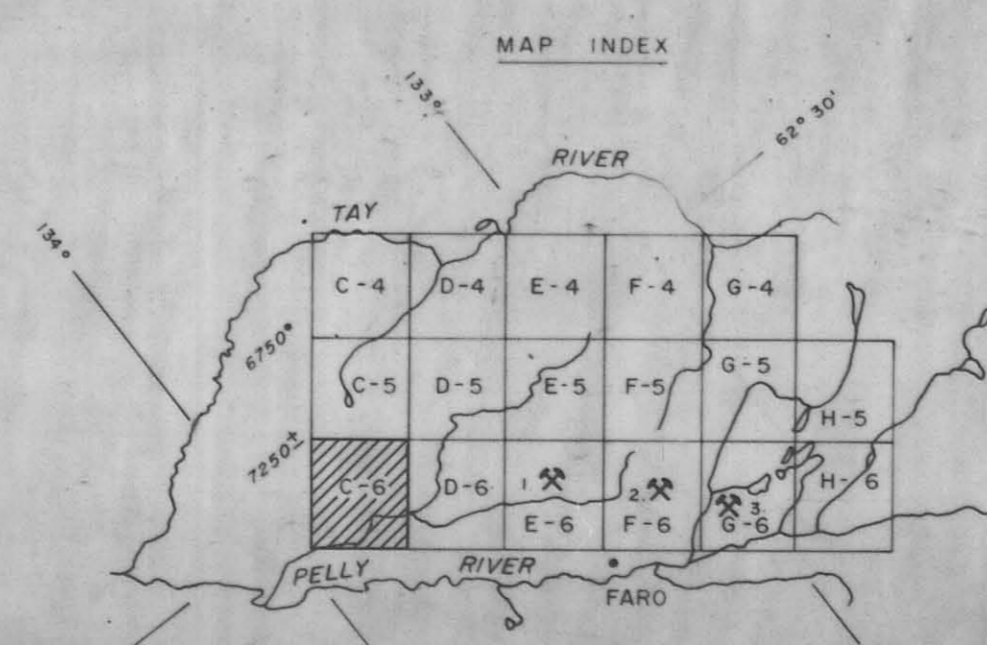 MAP INDEX
133°
62° 30'
RIVER
TAY
134°
C-4
D-4
E-4
F-4
G-4
6750°
C-5
D-5
E-5
F-5
G-5
H-5
7250±
C-6
D-6
1.
E-6
2.
F-6
3.
G-6
H-6
PELLY
RIVER
FARO